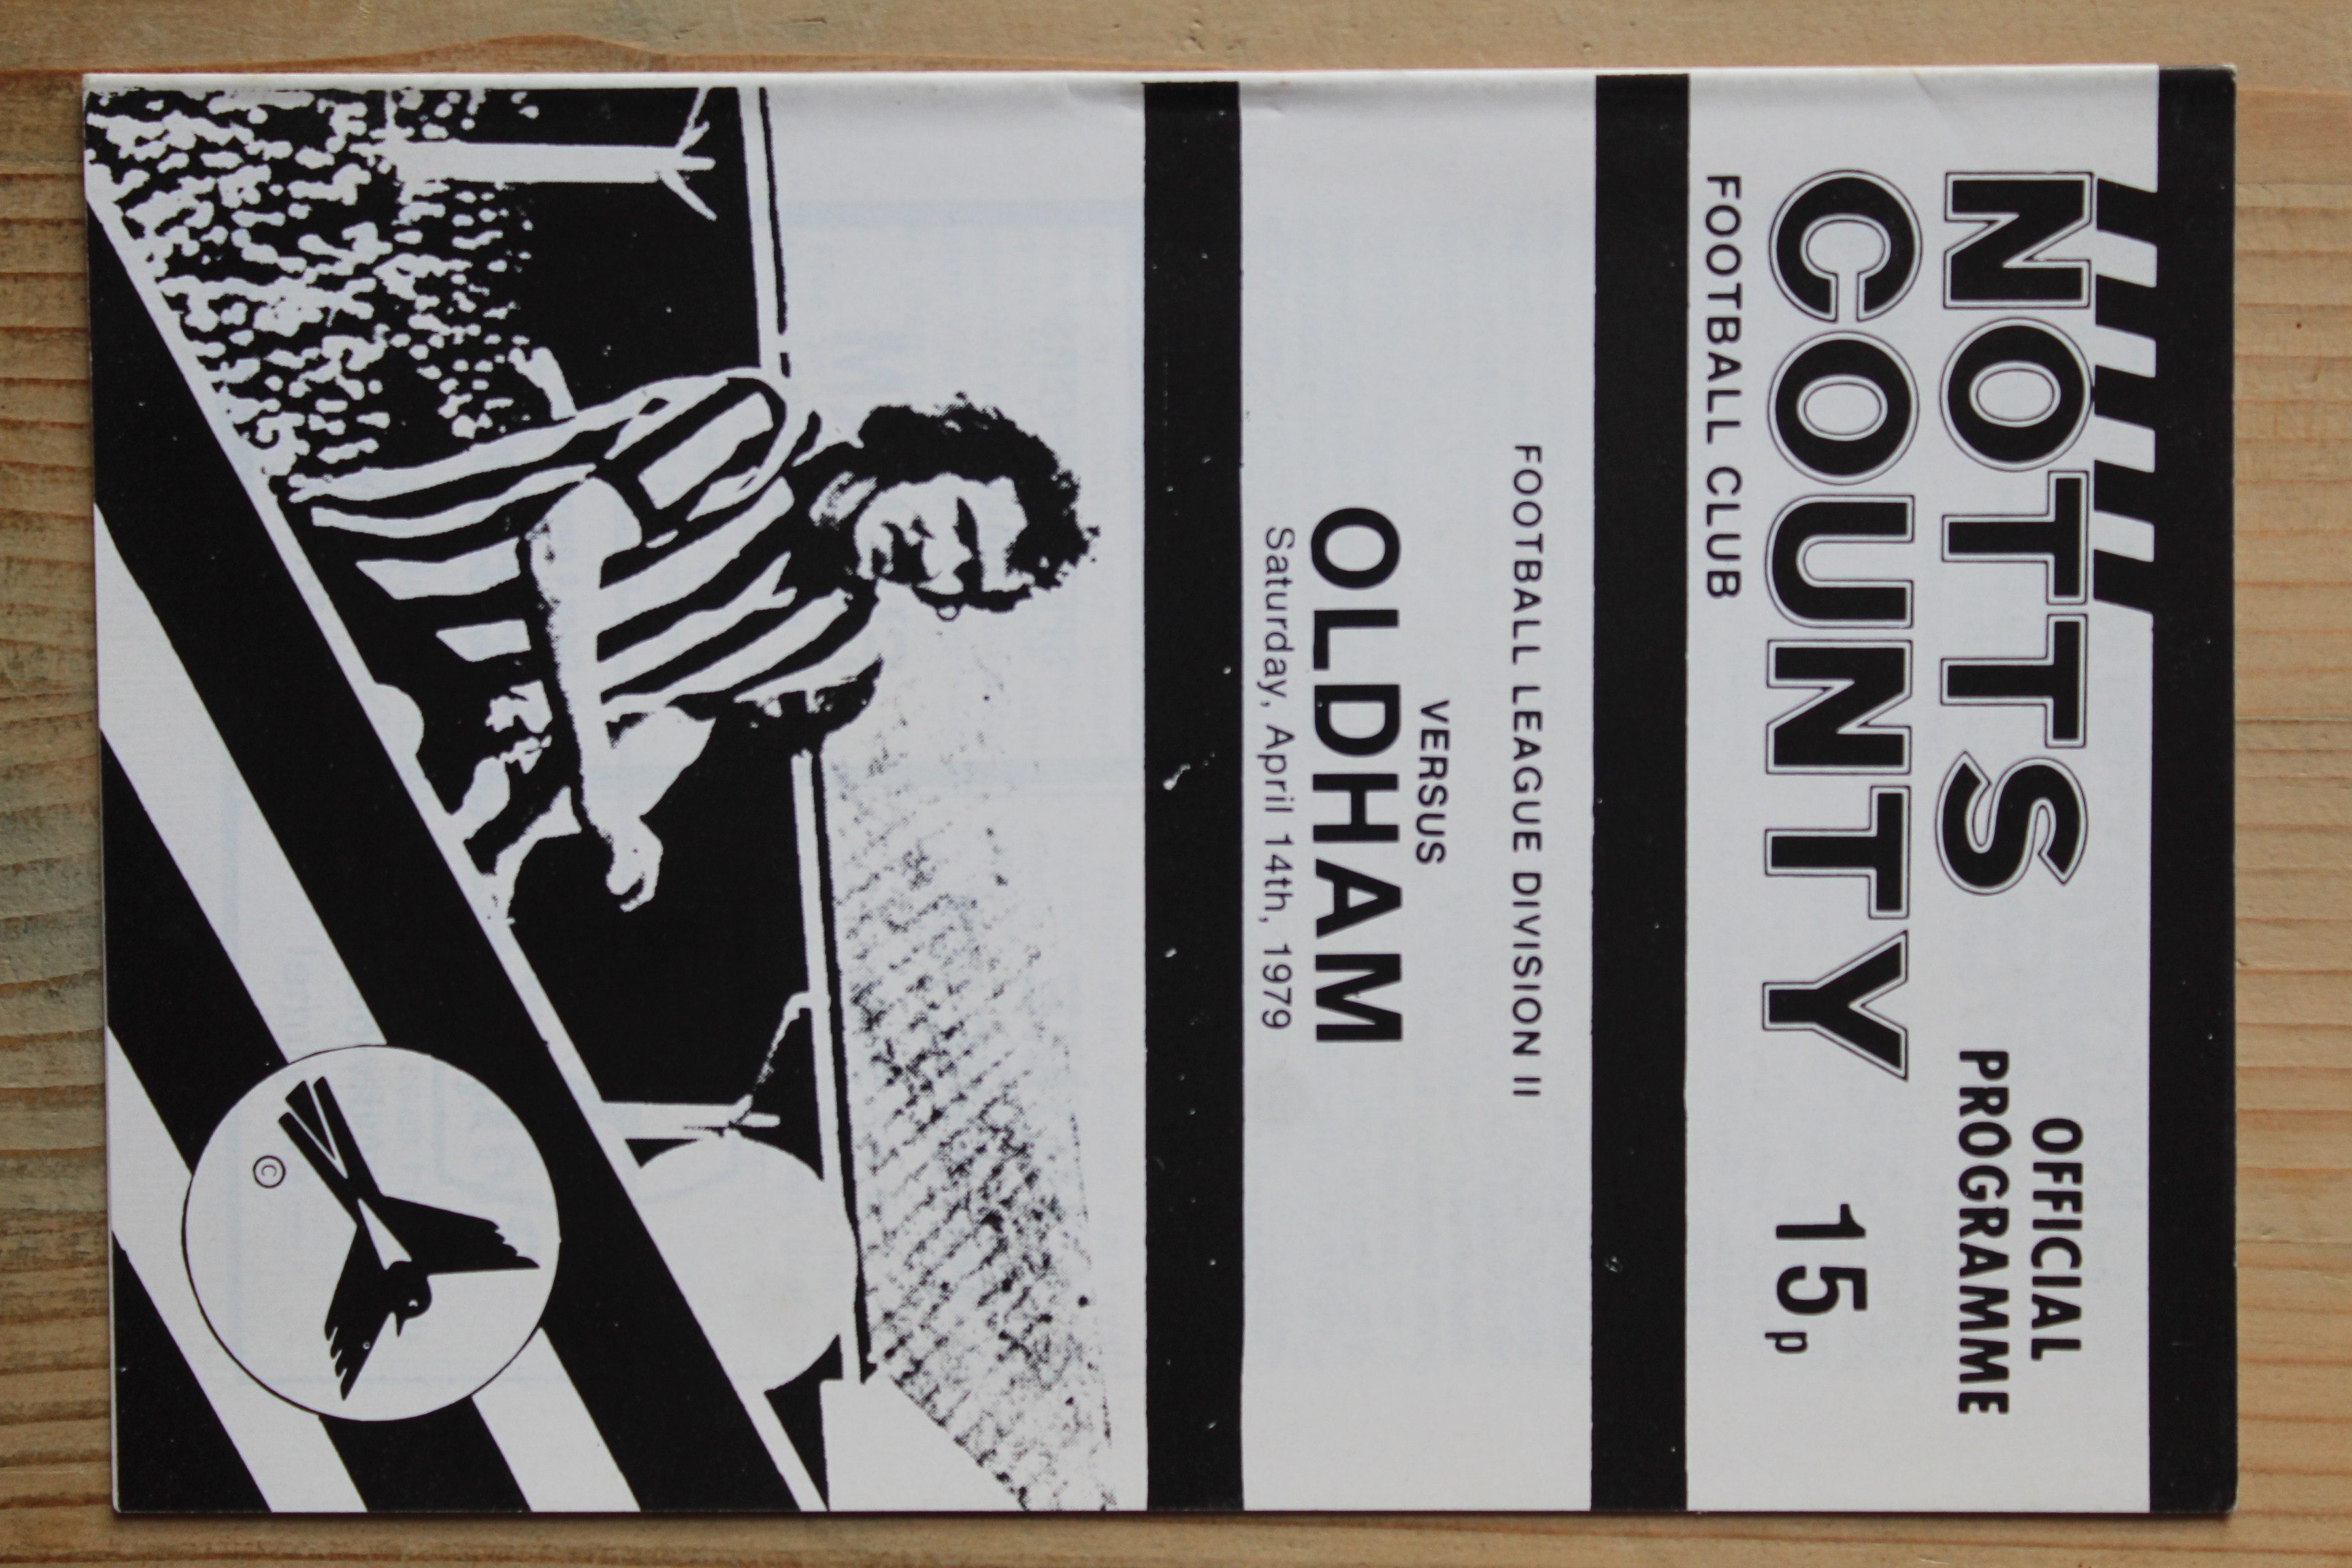 NOTTS
COUNTY
FOOTBALL CLUB
OFFICIAL
PROGRAMME
15p
FOOTBALL LEAGUE DIVISION II
VERSUS
OLDHAM
Saturday, April 14th, 1979
©